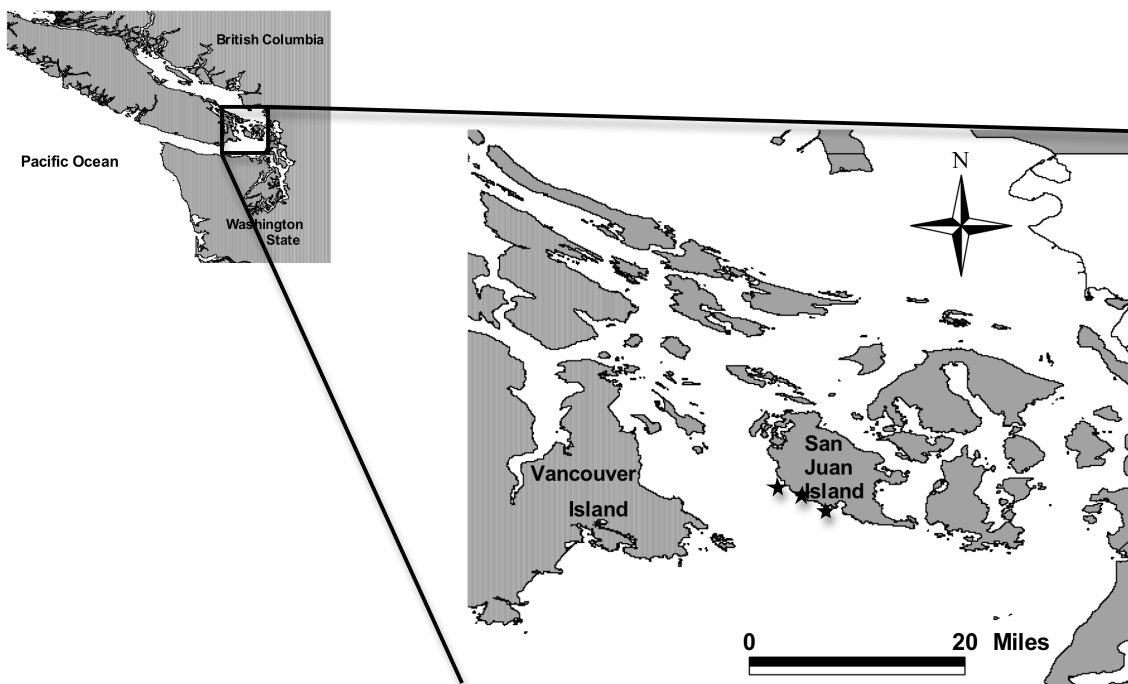 British Columbia
Pacific Ocean
Washington
State
N
San
Juan
Island
Vancouver
Island
0 20 Miles